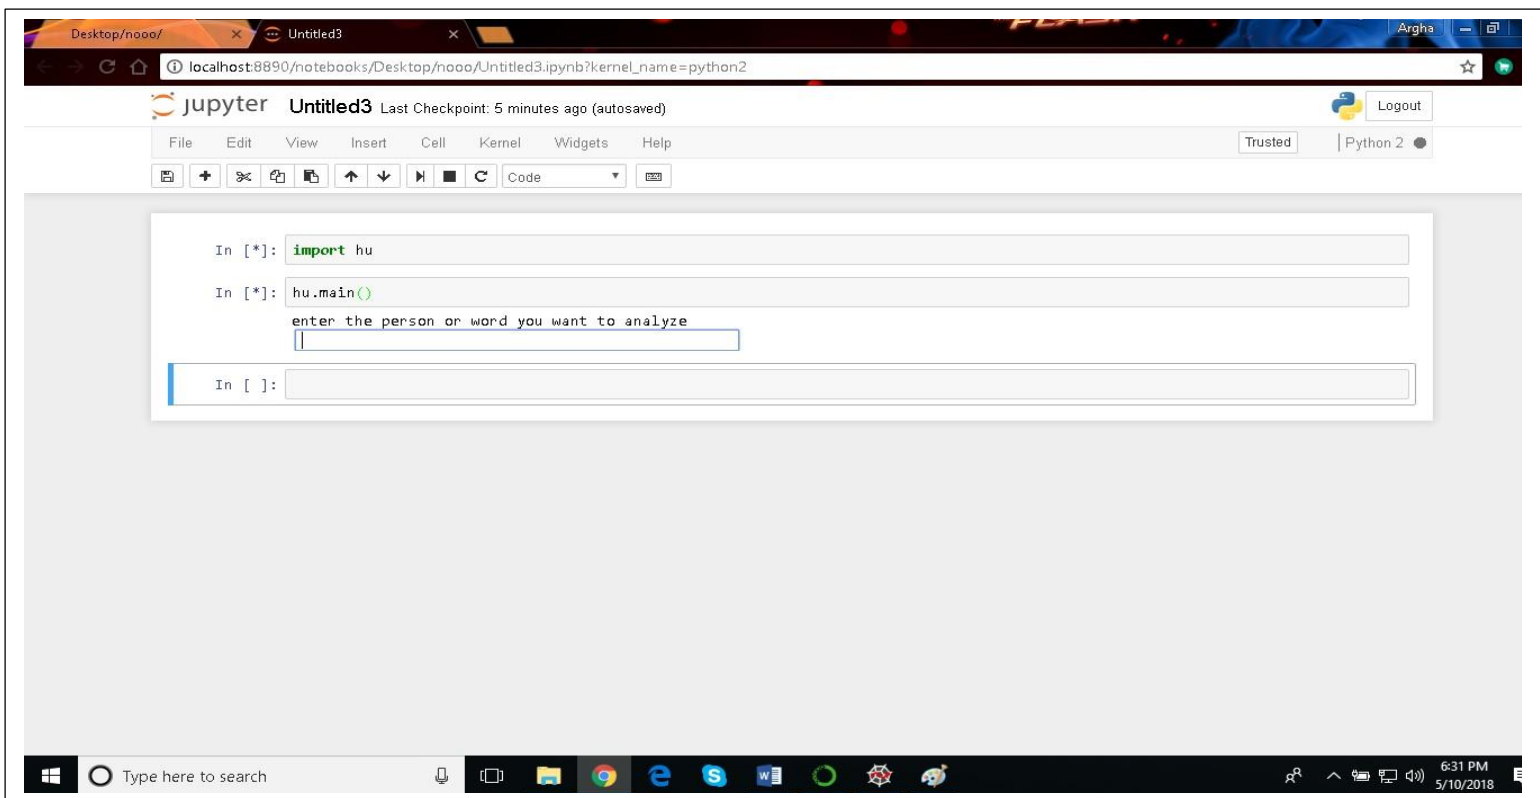 Desktop/nooo/
Untitled3
Argha
localhost:8890/notebooks/Desktop/nooo/Untitled3.ipynb?kernel_name=python2
jupyter Untitled3 Last Checkpoint: 5 minutes ago (autosaved)
Logout
File Edit View Insert Cell Kernel Widgets Help
Trusted
Python 2
Code
In [*]: import hu
In [*]: hu.main()
enter the person or word you want to analyze
In [ ]:
Type here to search
6:31 PM
5/10/2018